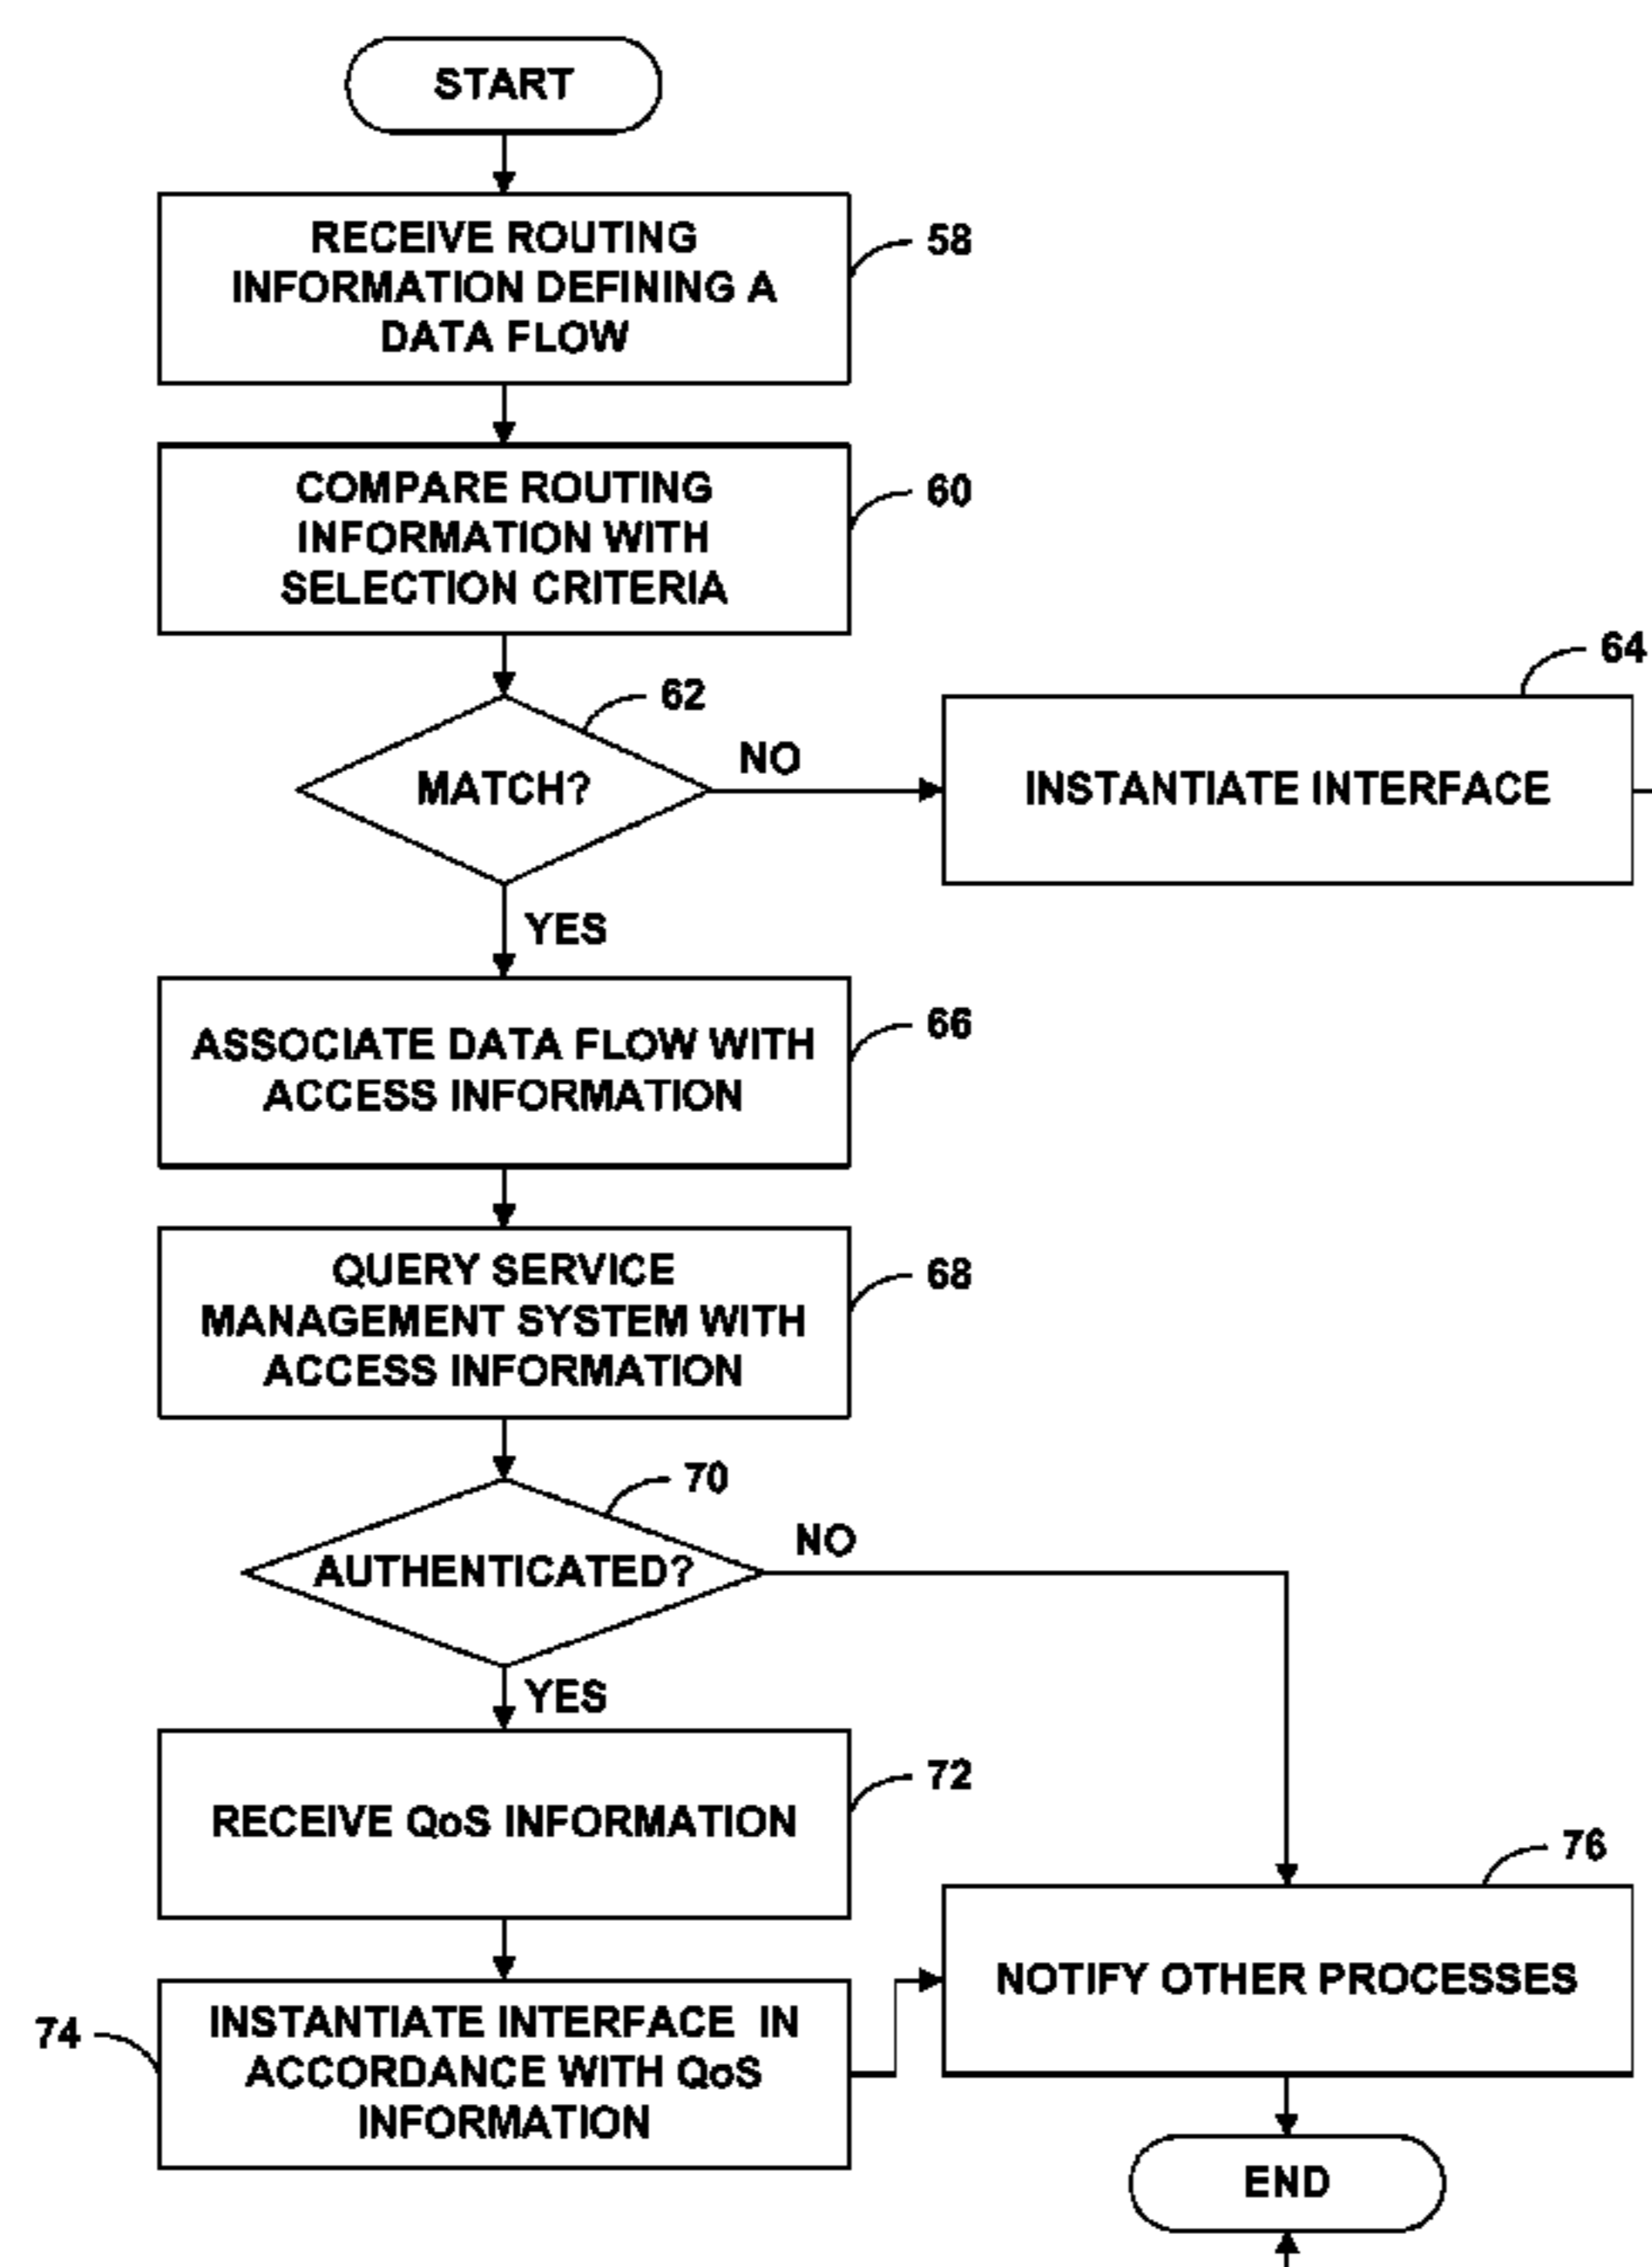 START
RECEIVE ROUTING
INFORMATION DEFINING A
DATA FLOW
58
COMPARE ROUTING
INFORMATION WITH
SELECTION CRITERIA
60
62
MATCH?
NO
64
INSTANTIATE INTERFACE
YES
ASSOCIATE DATA FLOW WITH
ACCESS INFORMATION
66
QUERY SERVICE
MANAGEMENT SYSTEM WITH
ACCESS INFORMATION
68
70
AUTHENTICATED?
NO
YES
RECEIVE QoS INFORMATION
72
74
INSTANTIATE INTERFACE IN
ACCORDANCE WITH QoS
INFORMATION
76
NOTIFY OTHER PROCESSES
END